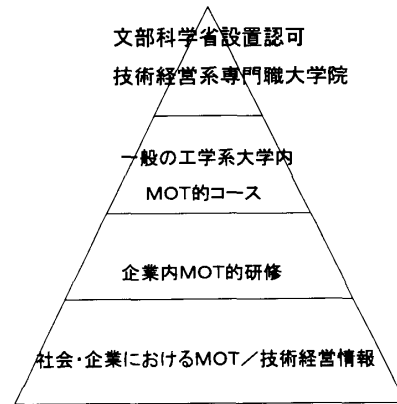 文部科学省設置認可
技術経営系専門職大学院
一般の工学系大学内
MOT的コース
企業内MOT的研修
社会・企業におけるMOT／技術経営情報